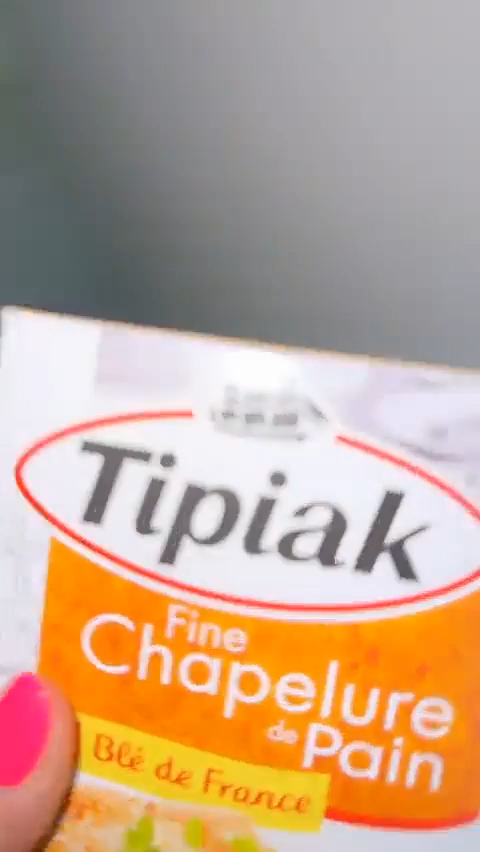 Tipiak
Fine
Chapelure
de Pain
Blé de France